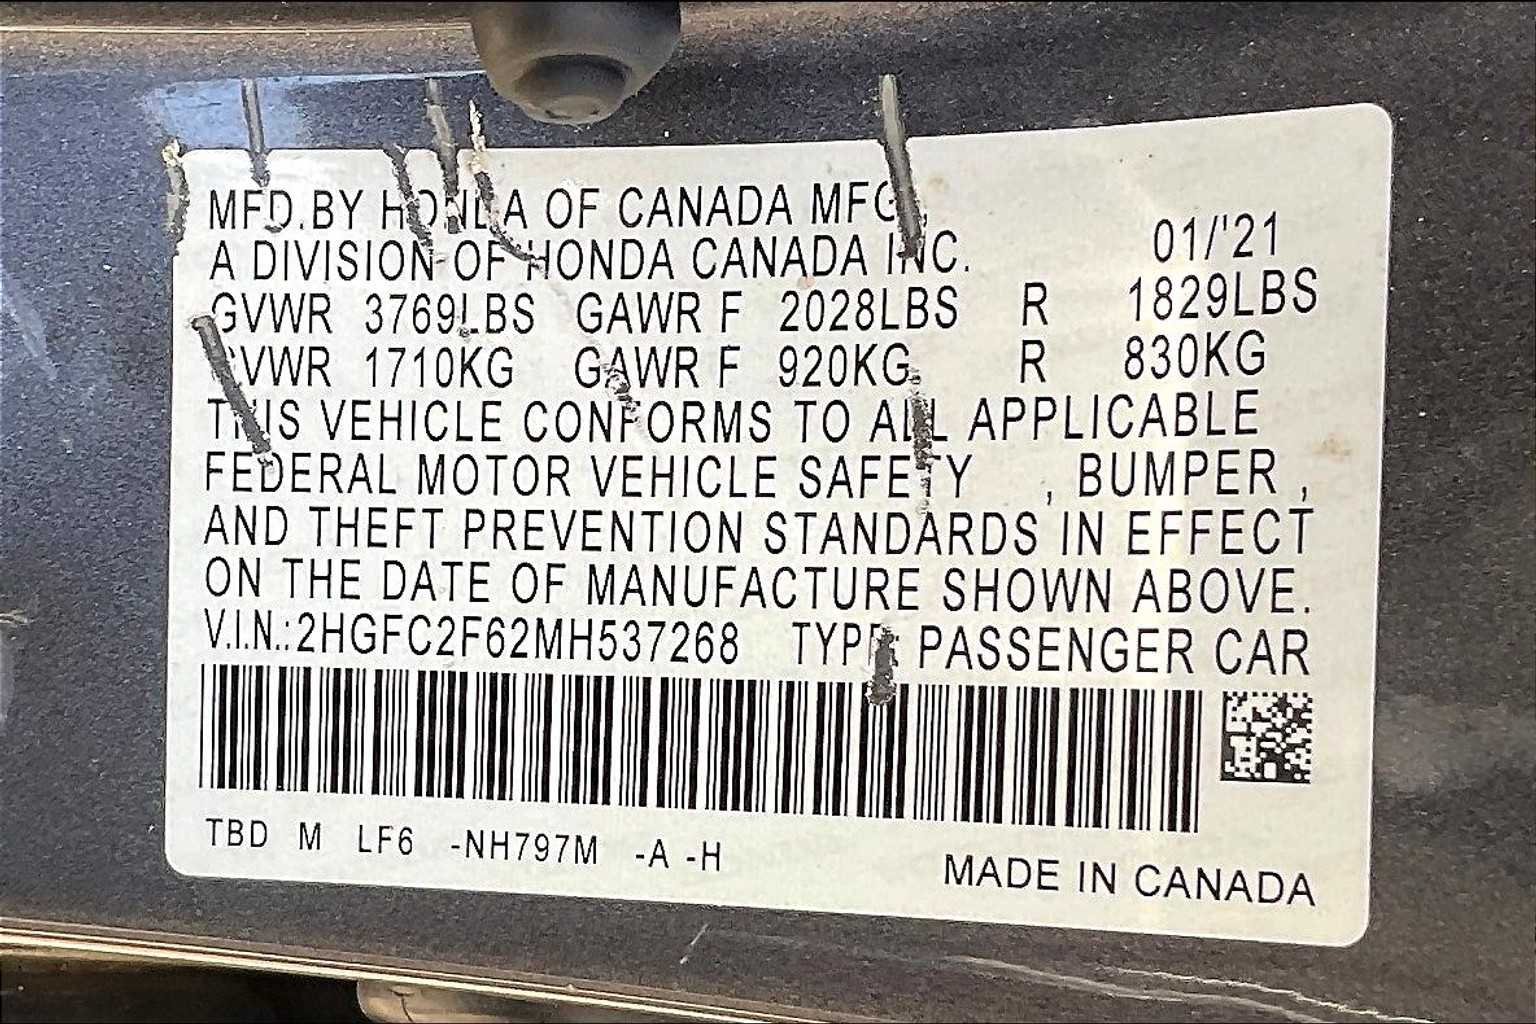 MFD.BY HONDA OF CANADA MFG.,
A DIVISION OF HONDA CANADA INC. 01/'21
GVWR 3769LBS GAWR F 2028LBS R 1829LBS
GVWR 1710KG GAWR F 920KG R 830KG
THIS VEHICLE CONFORMS TO ALL APPLICABLE
FEDERAL MOTOR VEHICLE SAFETY , BUMPER ,
AND THEFT PREVENTION STANDARDS IN EFFECT
ON THE DATE OF MANUFACTURE SHOWN ABOVE.
V.I.N.:2HGFC2F62MH537268 TYPE: PASSENGER CAR
TBD M LF6 -NH797M -A -H
MADE IN CANADA